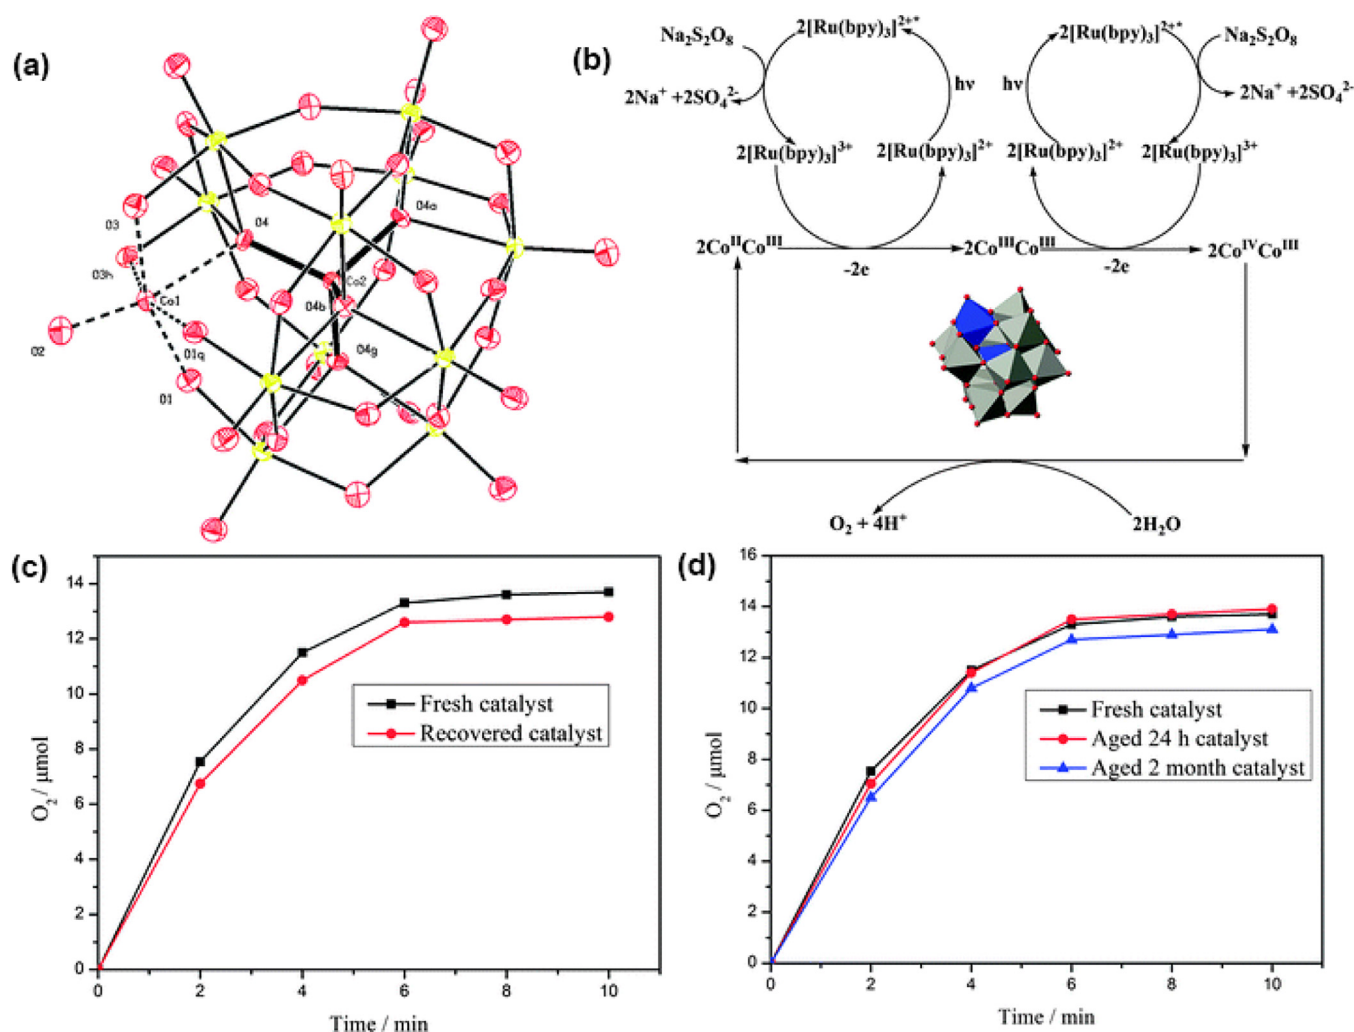 (a)
O3
O3h
O4
O4a
Co1
Co2
O4b
O2
O1q
O4g
O1
(b)
Na₂S₂O₈
2[Ru(bpy)₃]²⁺*
2[Ru(bpy)₃]²⁺*
Na₂S₂O₈
2Na⁺ +2SO₄²⁻
hν
hν
2Na⁺ +2SO₄²⁻
2[Ru(bpy)₃]³⁺
2[Ru(bpy)₃]²⁺
2[Ru(bpy)₃]²⁺
2[Ru(bpy)₃]³⁺
2CoᴵᴵCoᴵᴵᴵ
-2e
2CoᴵᴵᴵCoᴵᴵᴵ
-2e
2CoᴵⱽCoᴵᴵᴵ
O₂ + 4H⁺
2H₂O
(c)
14
12
10
8
6
4
2
0
O₂ / µmol
Fresh catalyst
Recovered catalyst
0 2 4 6 8 10
Time / min
(d)
16
14
12
10
8
6
4
2
0
O₂ / µmol
Fresh catalyst
Aged 24 h catalyst
Aged 2 month catalyst
0 2 4 6 8 10
Time / min